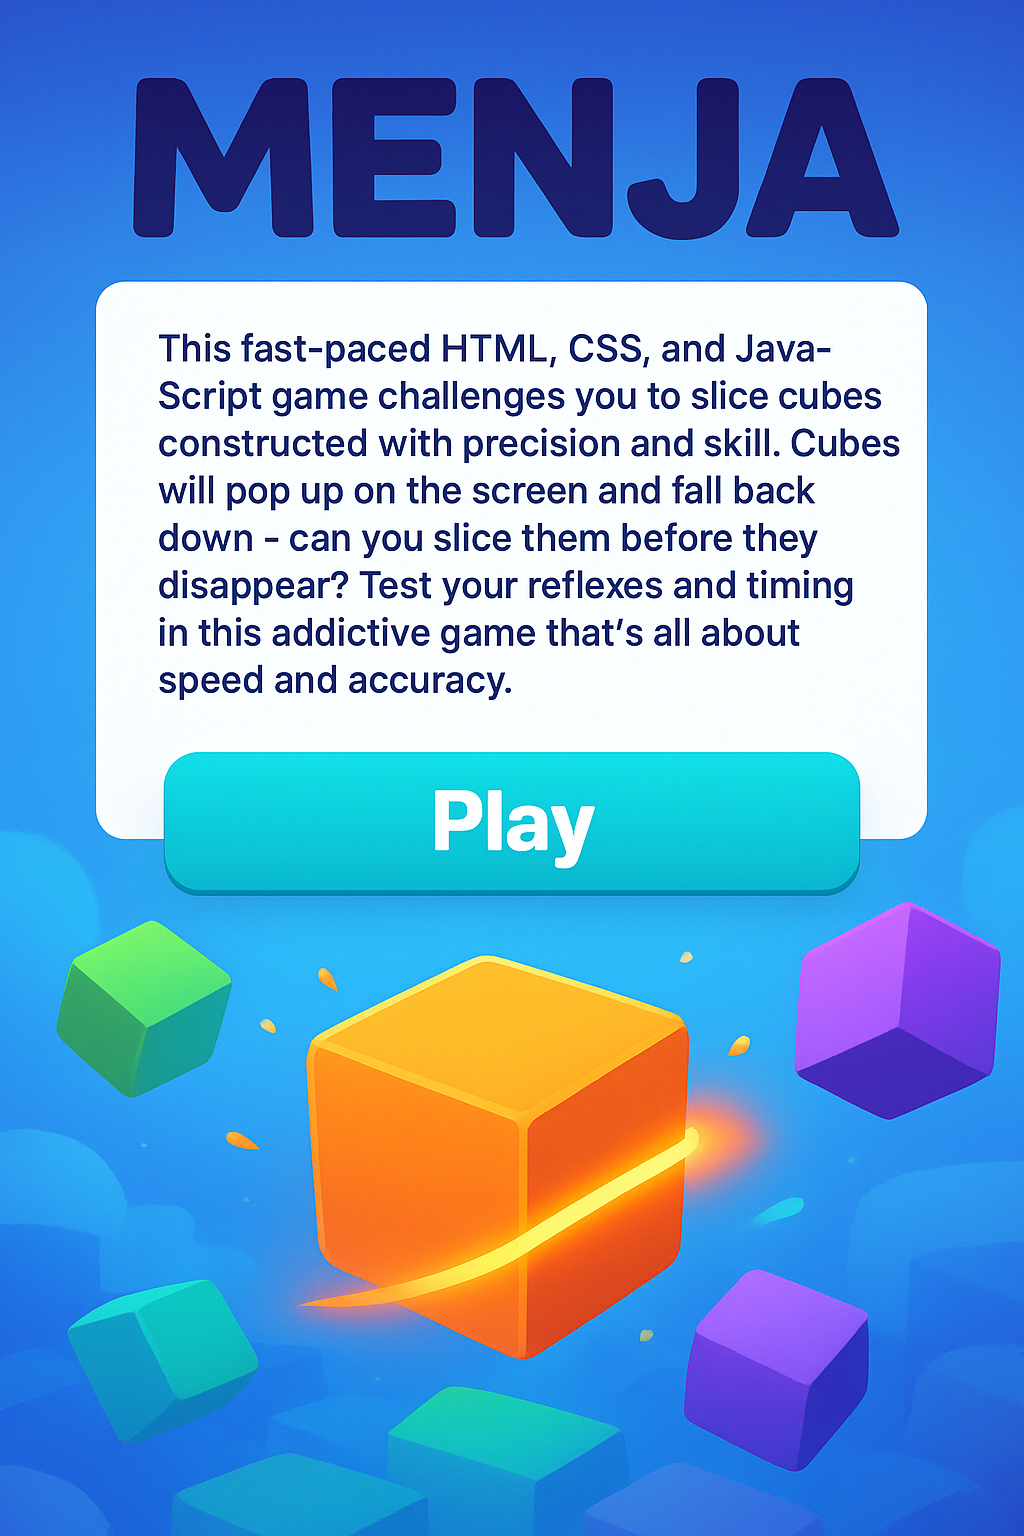 MENJA
This fast-paced HTML, CSS, and Java-
Script game challenges you to slice cubes
constructed with precision and skill. Cubes
will pop up on the screen and fall back
down - can you slice them before they
disappear? Test your reflexes and timing
in this addictive game that’s all about
speed and accuracy.
Play